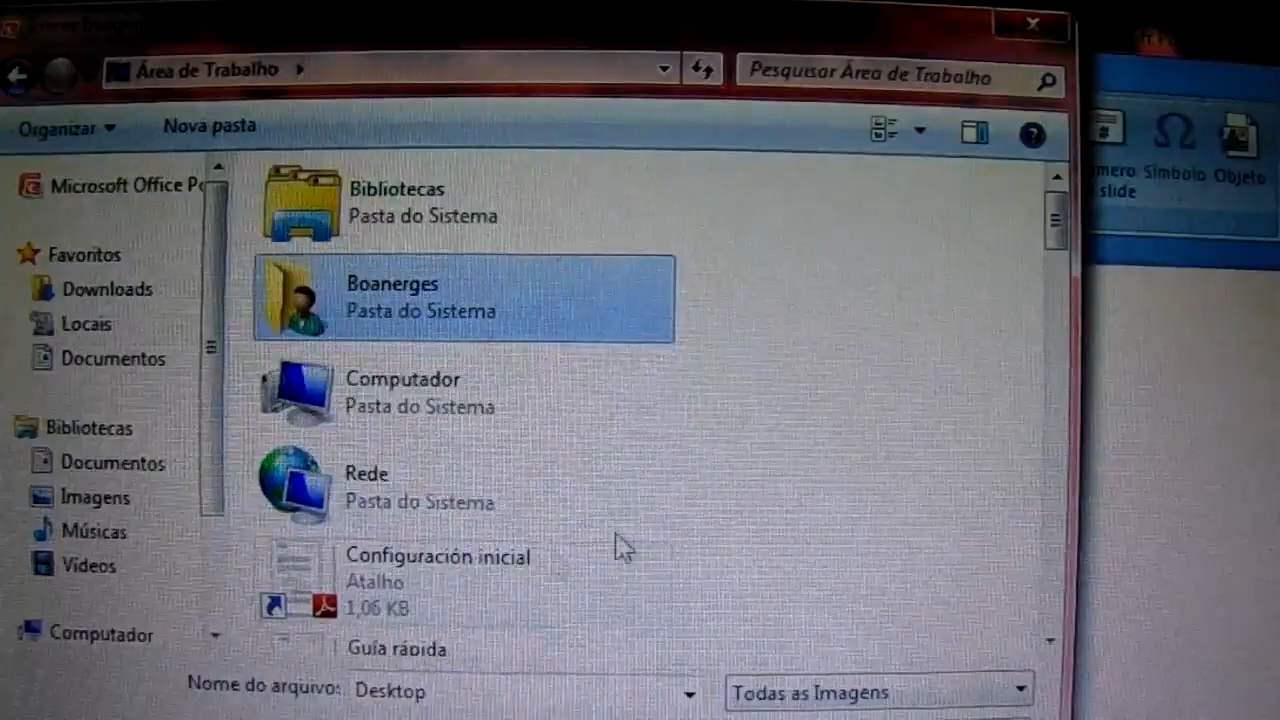 Área de Trabalho
Pesquisar Área de Trabalho
Organizar
Nova pasta
Microsoft Office Po
Favoritos
Downloads
Locais
Documentos
Bibliotecas
Documentos
Imagens
Músicas
Vídeos
Computador
Bibliotecas
Pasta do Sistema
Boanerges
Pasta do Sistema
Computador
Pasta do Sistema
Rede
Pasta do Sistema
Configuración inicial
Atalho
1,06 KB
Guía rápida
Nome do arquivo: Desktop
Todas as Imagens
mero Símbolo Objeto
slide
#